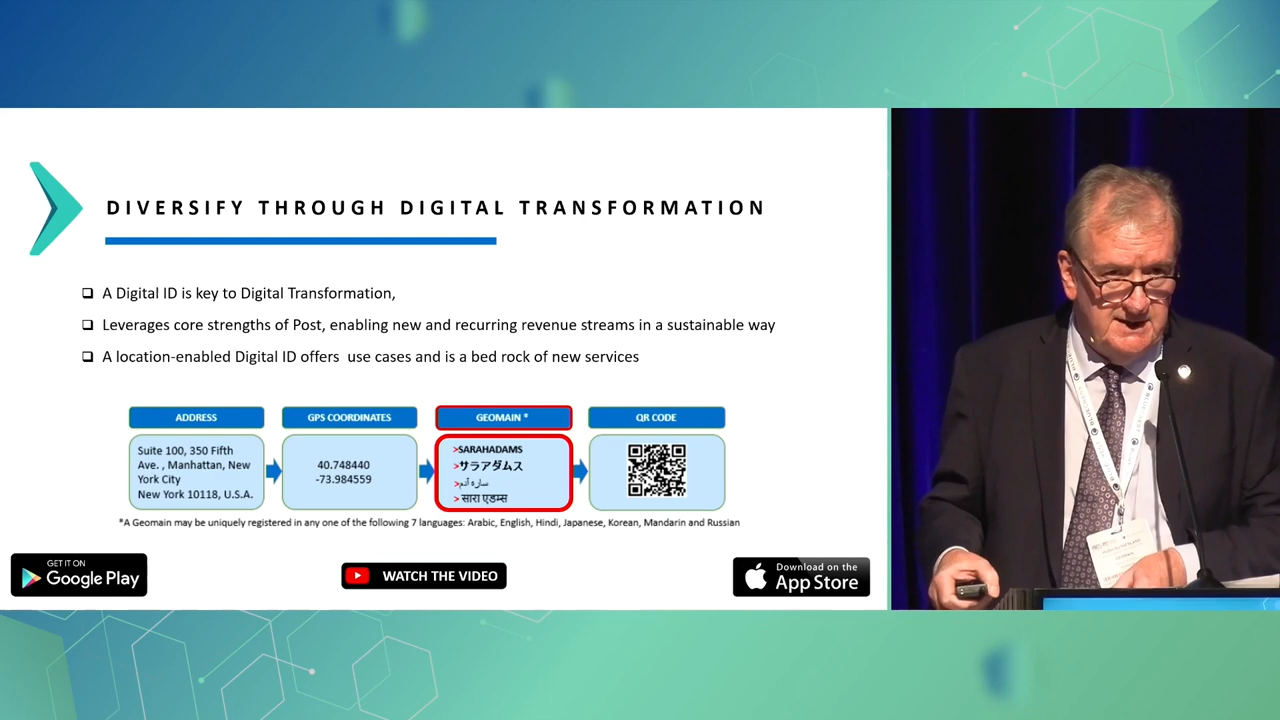 DIVERSIFY THROUGH DIGITAL TRANSFORMATION
A Digital ID is key to Digital Transformation,
Leverages core strengths of Post, enabling new and recurring revenue streams in a sustainable way
A location-enabled Digital ID offers use cases and is a bed rock of new services
ADDRESS
Suite 100, 350 Fifth
Ave. , Manhattan, New
York City
New York 10118, U.S.A.
GPS COORDINATES
40.748440
-73.984559
GEOMAIN *
>SARAHADAMS
>サラアダムス
>سارہ آدم
> सारा एडम्स
QR CODE
*A Geomain may be uniquely registered in any one of the following 7 languages: Arabic, English, Hindi, Japanese, Korean, Mandarin and Russian
GET IT ON
Google Play
WATCH THE VIDEO
Download on the
App Store